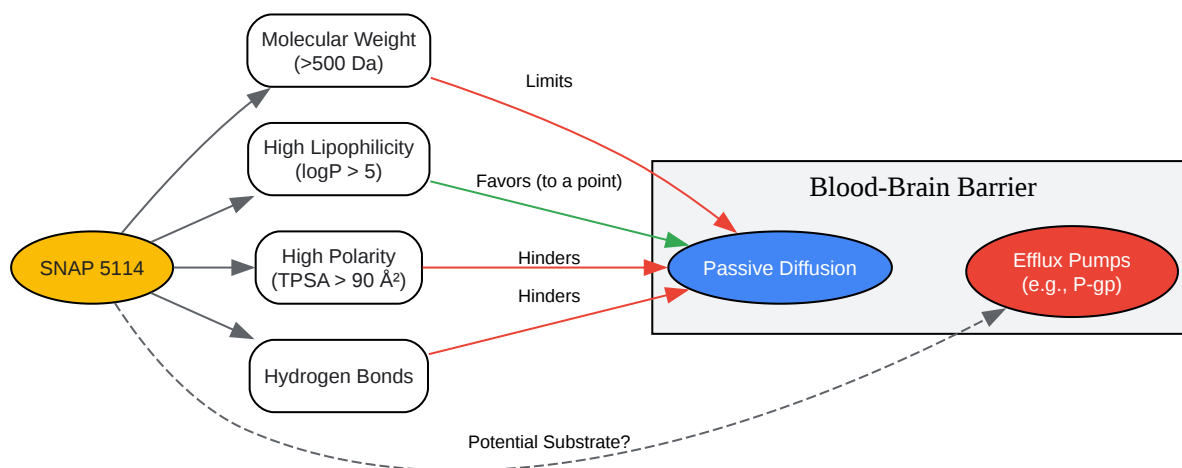 Molecular Weight
(>500 Da)
Limits
High Lipophilicity
(logP > 5)
Favors (to a point)
Blood-Brain Barrier
SNAP 5114
High Polarity
(TPSA > 90 Å²)
Hinders
Passive Diffusion
Efflux Pumps
(e.g., P-gp)
Hinders
Hydrogen Bonds
Potential Substrate?